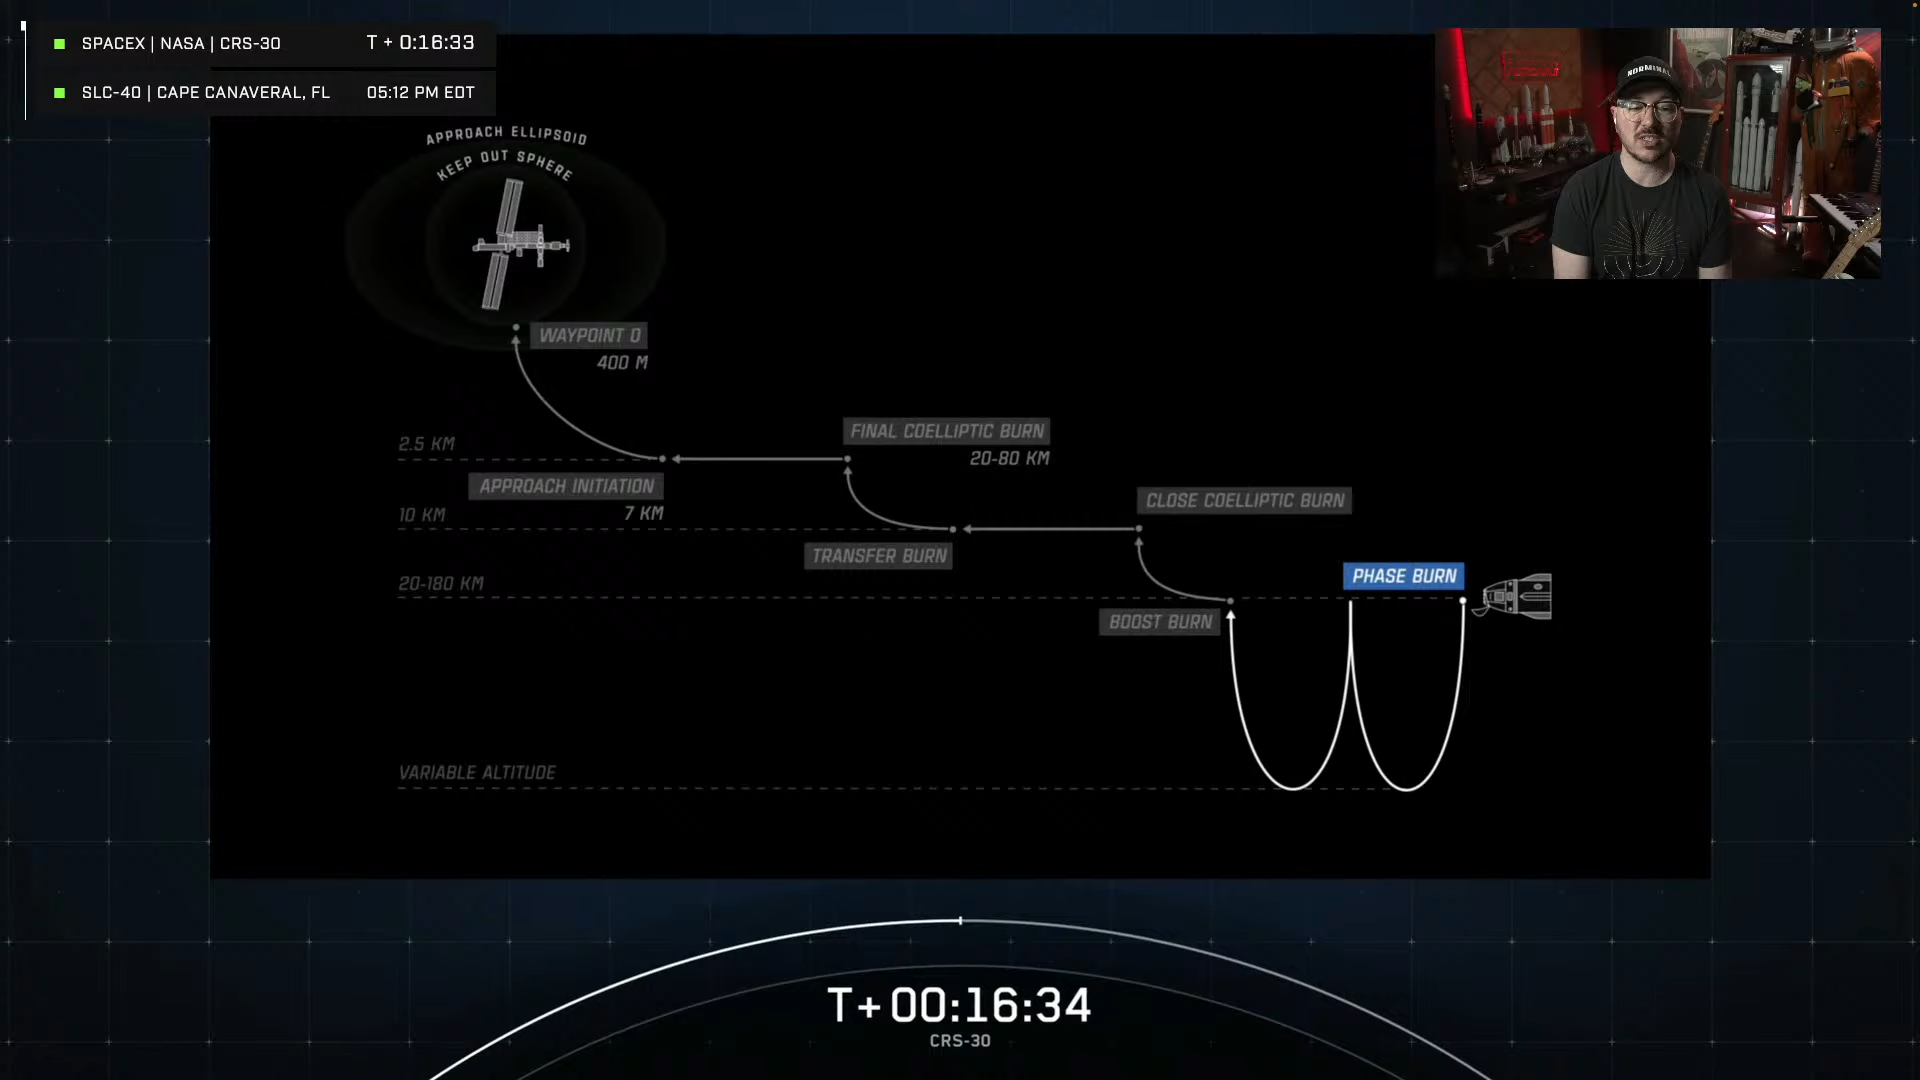 SPACEX | NASA | CRS-30 T + 0:16:33
SLC-40 | CAPE CANAVERAL, FL 05:12 PM EDT
NORMINAL
APPROACH ELLIPSOID
KEEP OUT SPHERE
WAYPOINT 0
400 M
FINAL COELLIPTIC BURN
20-80 KM
2.5 KM
APPROACH INITIATION
7 KM
CLOSE COELLIPTIC BURN
10 KM
TRANSFER BURN
PHASE BURN
20-180 KM
BOOST BURN
VARIABLE ALTITUDE
T+00:16:34
CRS-30